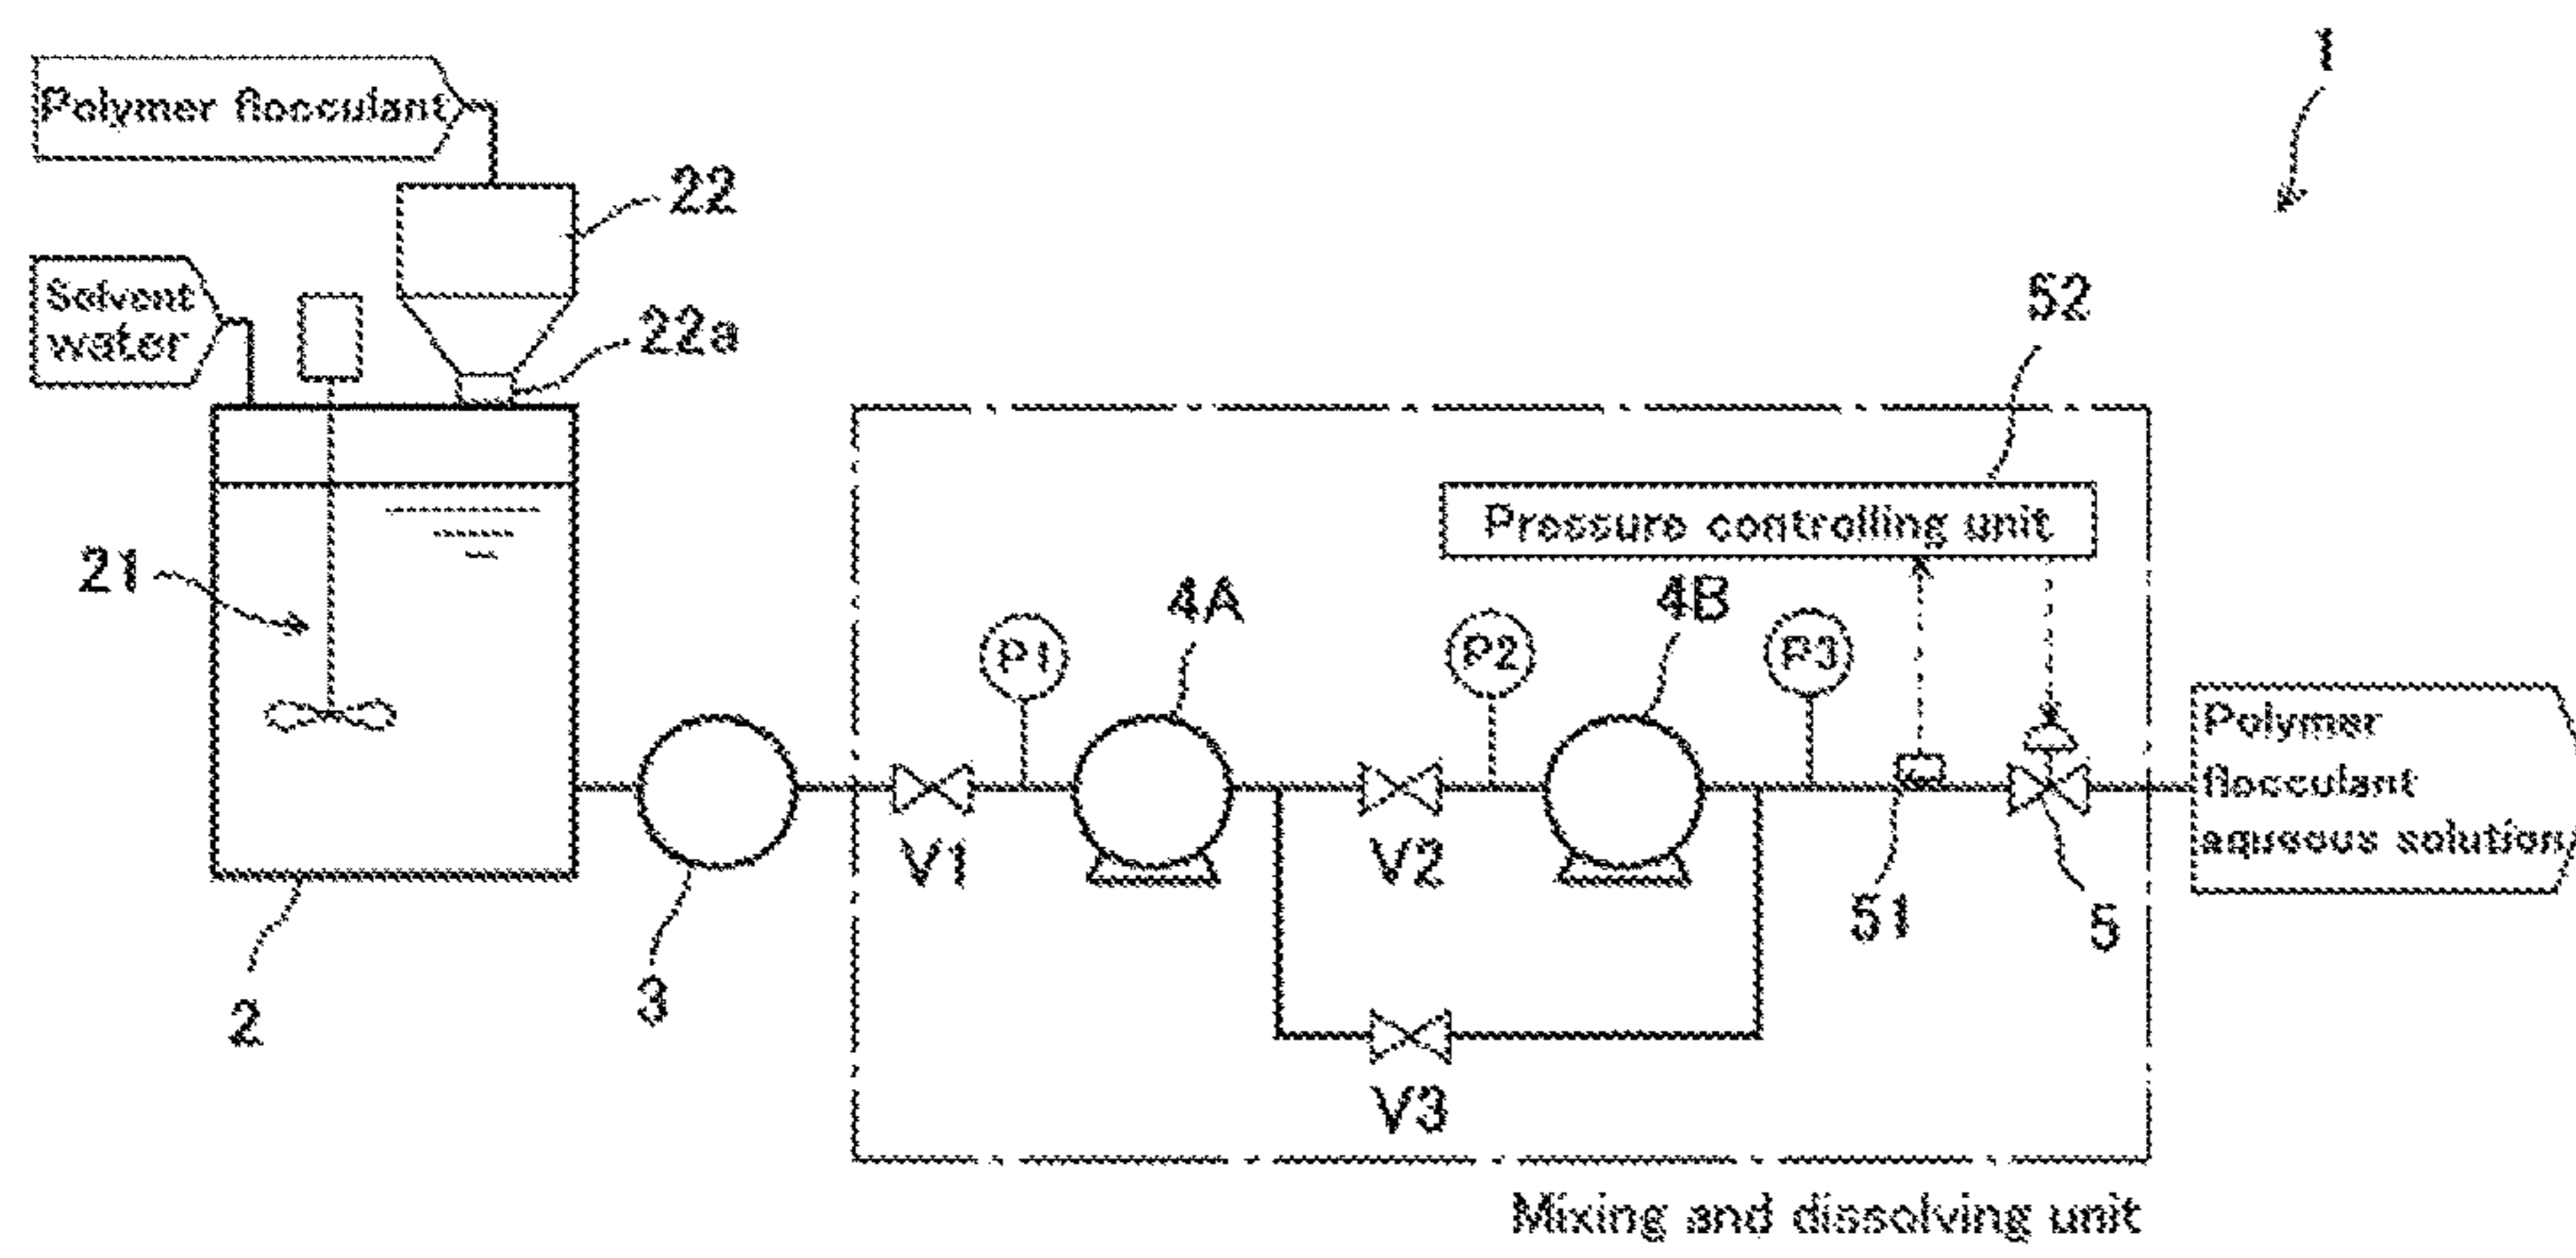 1
Polymer flocculant
22
Solvent
water
22a
52
Pressure controlling unit
21
4A
4B
P1
P2
P3
Polymer
flocculant
aqueous solution
V1
V2
51
5
3
2
V3
Mixing and dissolving unit